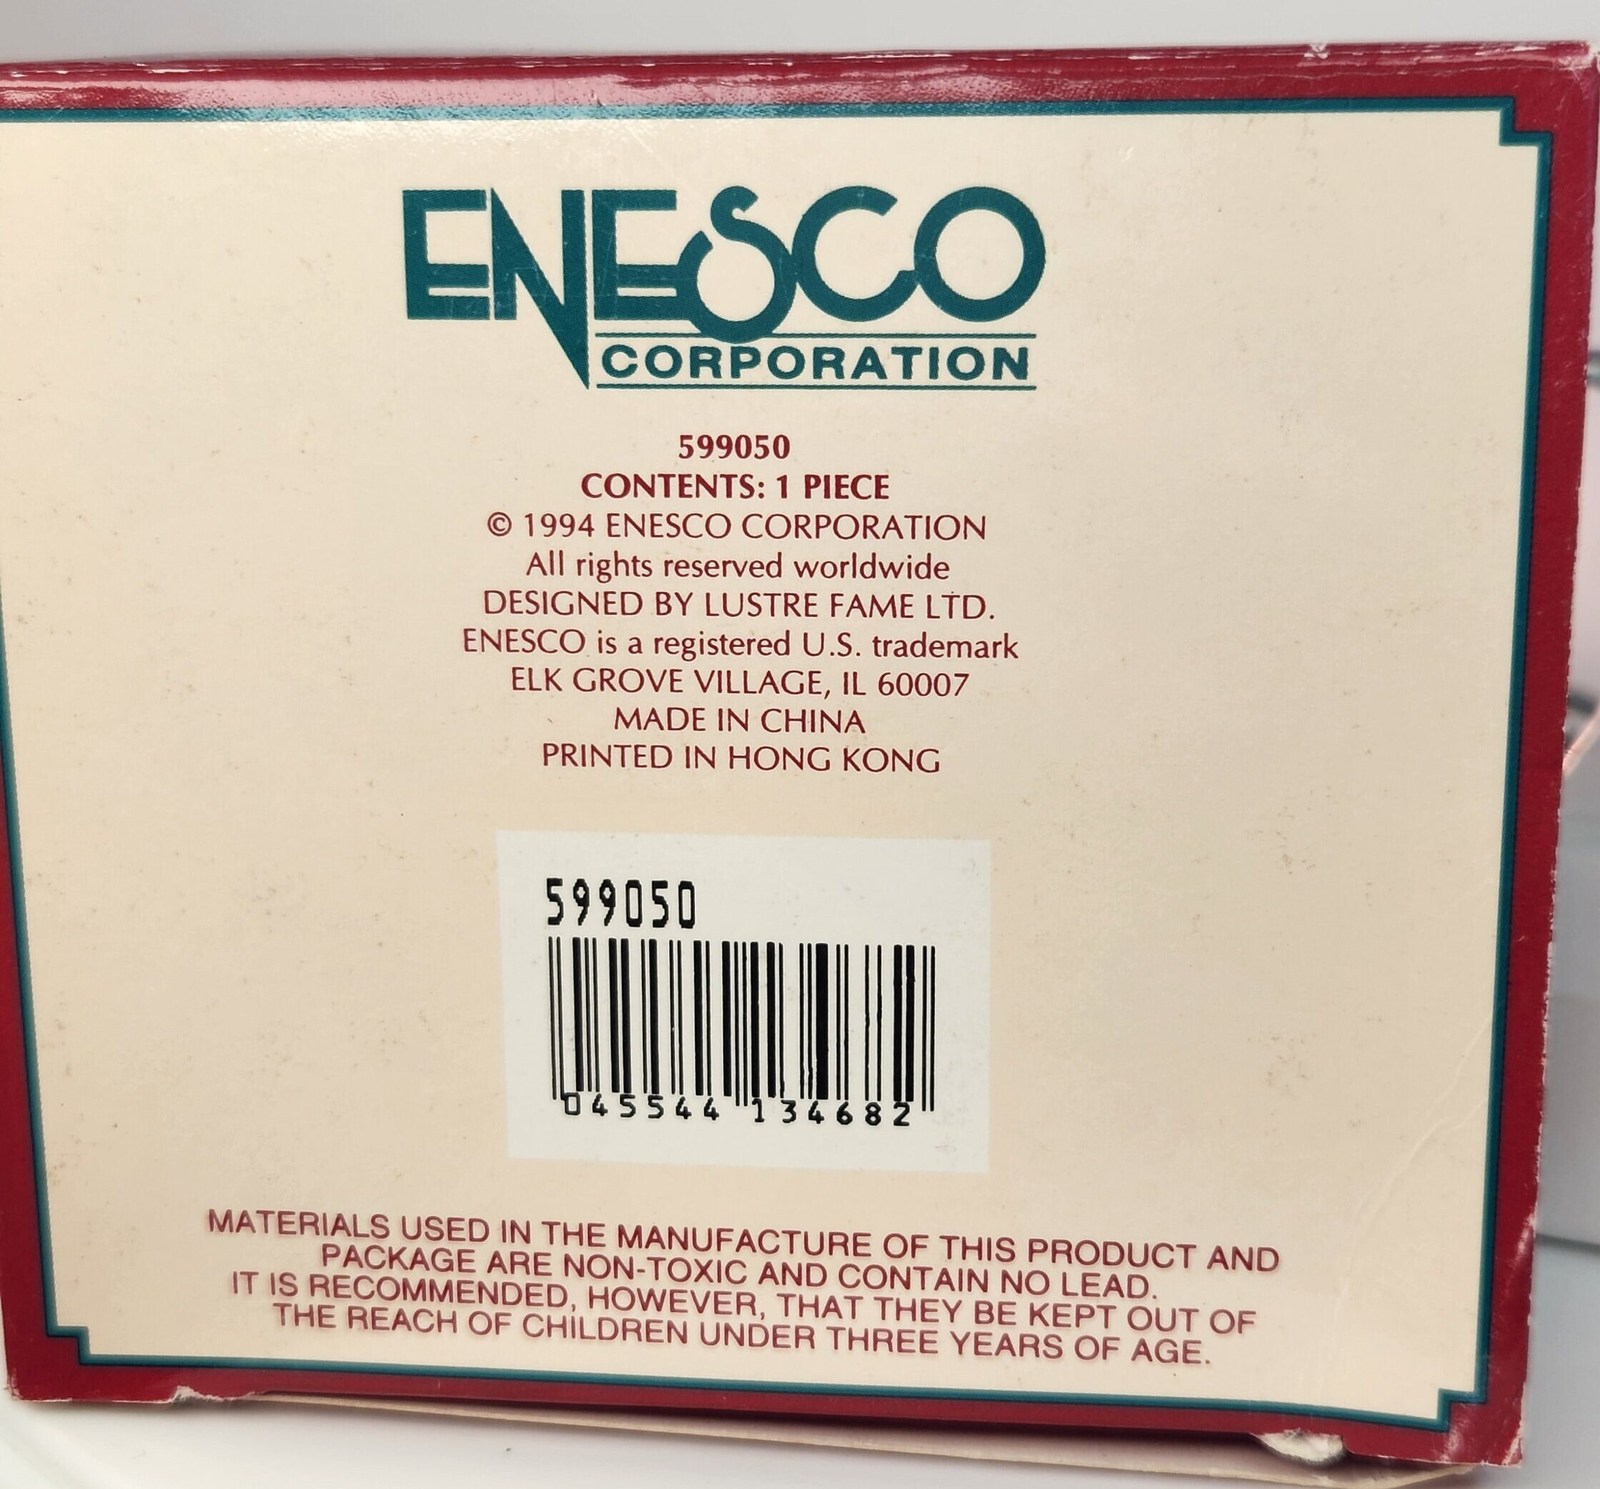 ENESCO
CORPORATION
599050
CONTENTS: 1 PIECE
© 1994 ENESCO CORPORATION
All rights reserved worldwide
DESIGNED BY LUSTRE FAME LTD.
ENESCO is a registered U.S. trademark
ELK GROVE VILLAGE, IL 60007
MADE IN CHINA
PRINTED IN HONG KONG
599050
045544 134682
MATERIALS USED IN THE MANUFACTURE OF THIS PRODUCT AND
PACKAGE ARE NON-TOXIC AND CONTAIN NO LEAD.
IT IS RECOMMENDED, HOWEVER, THAT THEY BE KEPT OUT OF
THE REACH OF CHILDREN UNDER THREE YEARS OF AGE.